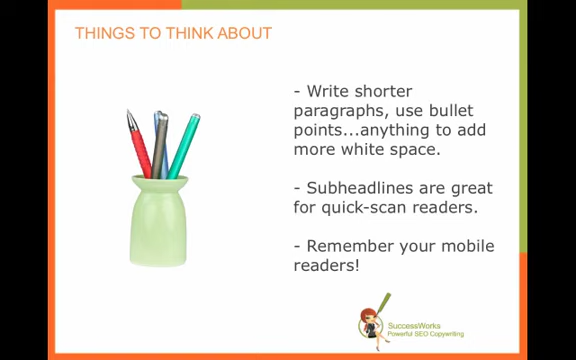 THINGS TO THINK ABOUT
- Write shorter
paragraphs, use bullet
points...anything to add
more white space.
- Subheadlines are great
for quick-scan readers.
- Remember your mobile
readers!
SuccessWorks
Powerful SEO Copywriting